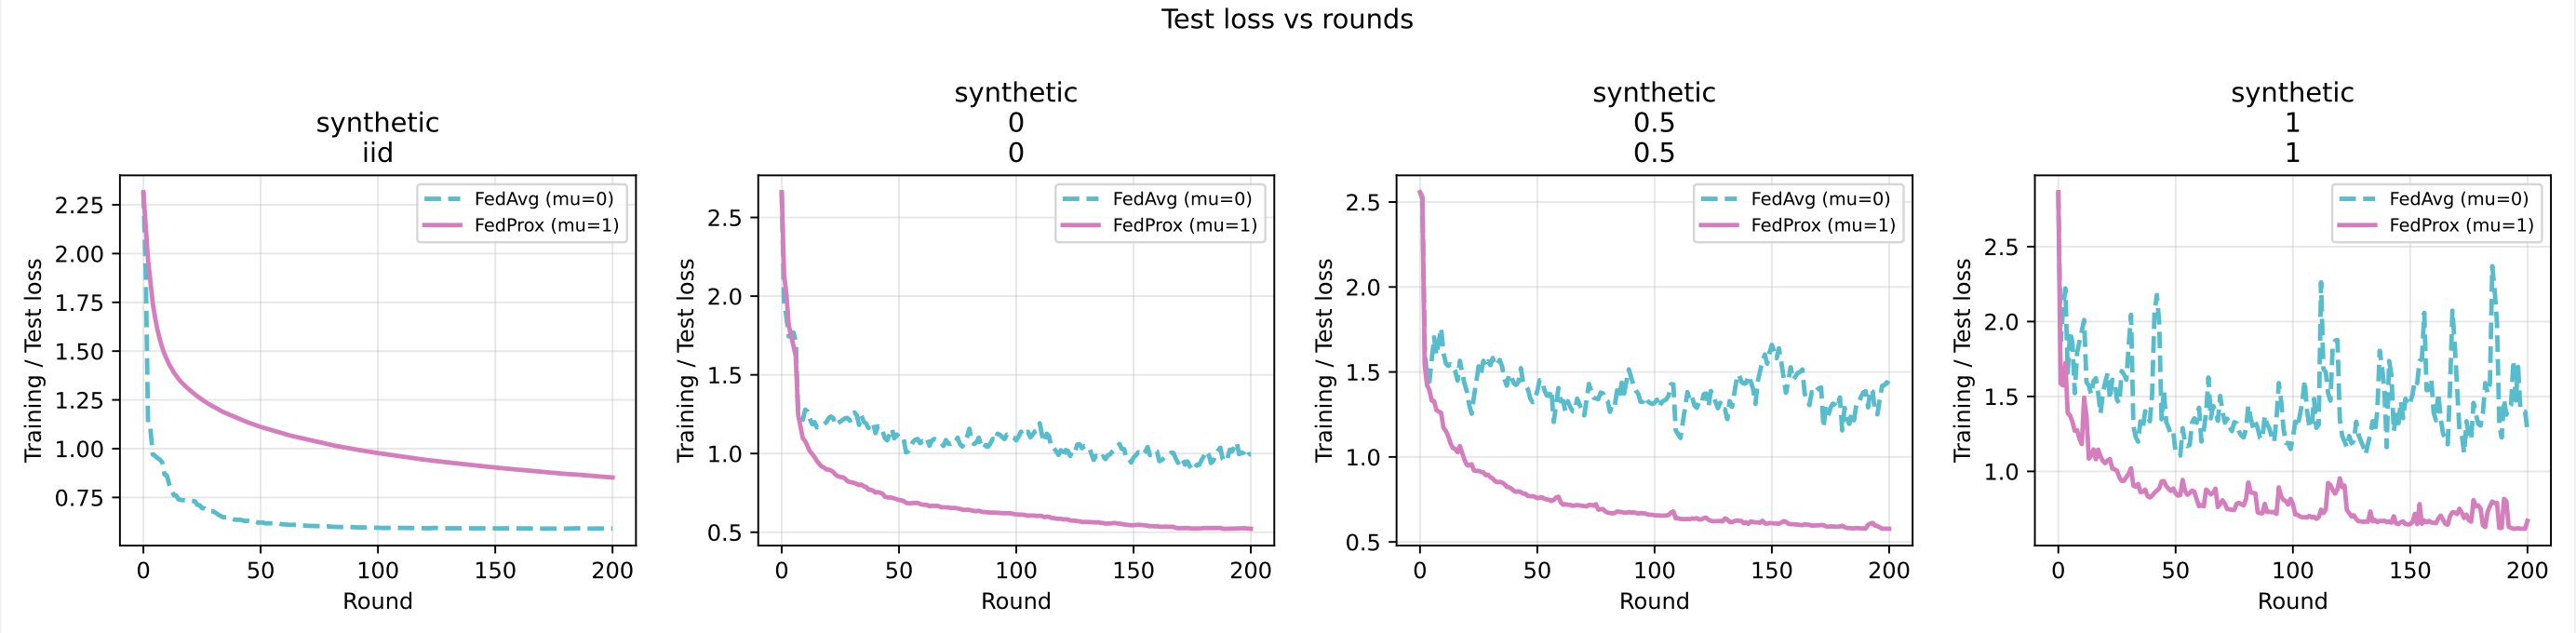 Test loss vs rounds
synthetic
iid
Training / Test loss
2.25
2.00
1.75
1.50
1.25
1.00
0.75
FedAvg (mu=0)
FedProx (mu=1)
0 50 100 150 200
Round
synthetic
0
0
Training / Test loss
2.5
2.0
1.5
1.0
0.5
FedAvg (mu=0)
FedProx (mu=1)
0 50 100 150 200
Round
synthetic
0.5
0.5
Training / Test loss
2.5
2.0
1.5
1.0
0.5
FedAvg (mu=0)
FedProx (mu=1)
0 50 100 150 200
Round
synthetic
1
1
Training / Test loss
2.5
2.0
1.5
1.0
FedAvg (mu=0)
FedProx (mu=1)
0 50 100 150 200
Round